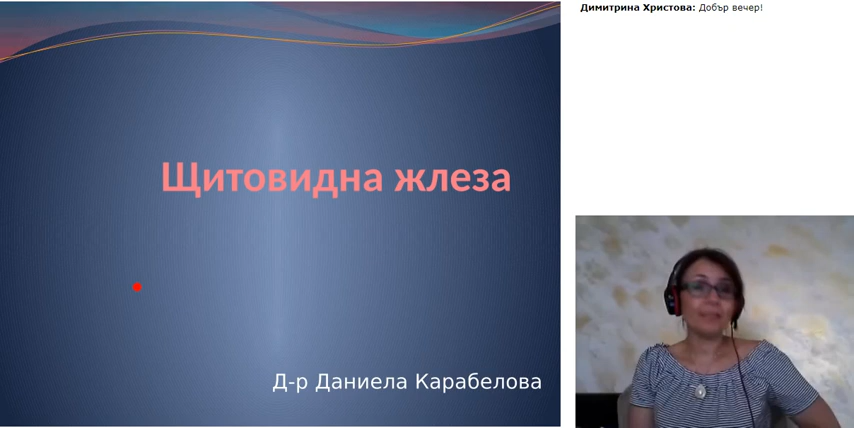 Щитовидна жлеза
Д-р Даниела Карабелова
Димитрина Христова: Добър вечер!